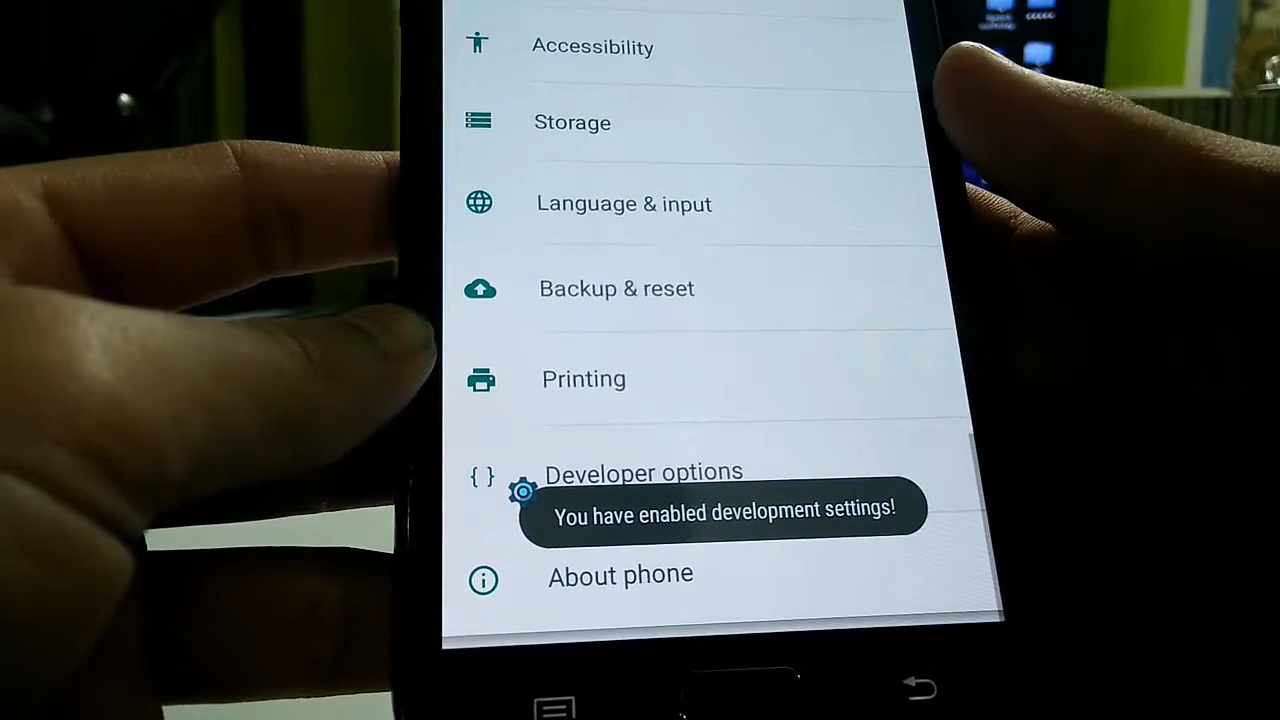 Accessibility
Storage
Language & input
Backup & reset
Printing
{ } Developer options
You have enabled development settings!
About phone